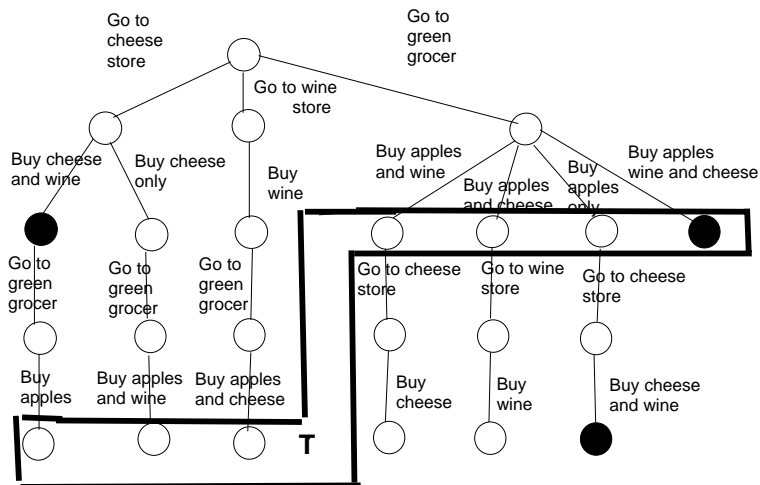 Go to
cheese
store
Go to
green
grocer
Go to wine
store
Buy cheese
and wine
Buy cheese
only
Buy
wine
Buy apples
and wine
Buy apples
and cheese
Buy
apples
only
Buy apples
wine and cheese
Go to
green
grocer
Go to
green
grocer
Go to
green
grocer
Go to cheese
store
Go to wine
store
Go to cheese
store
Buy
apples
Buy apples
and wine
Buy apples
and cheese
Buy
cheese
Buy
wine
Buy cheese
and wine
T